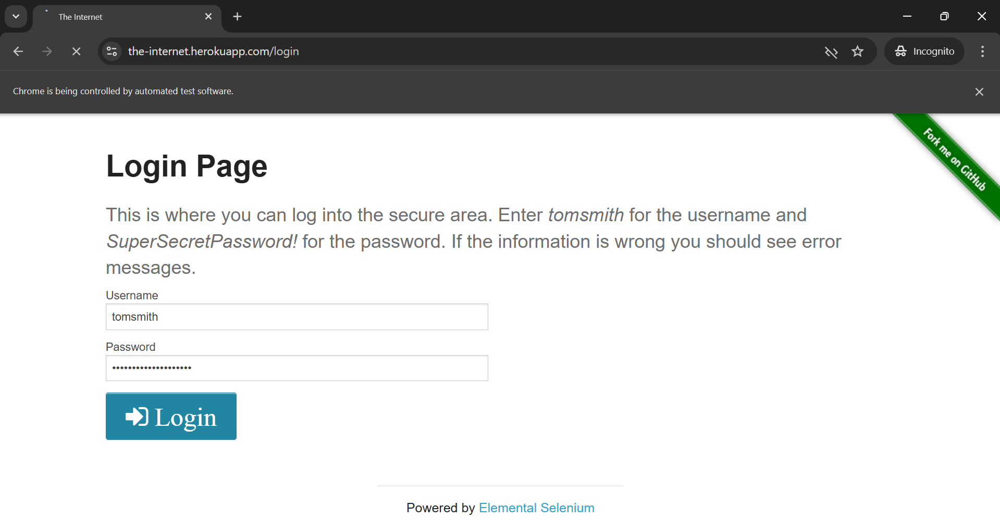 The Internet
the-internet.herokuapp.com/login
Incognito
Chrome is being controlled by automated test software.
Fork me on GitHub
Login Page
This is where you can log into the secure area. Enter tomsmith for the username and
SuperSecretPassword! for the password. If the information is wrong you should see error
messages.
Username
tomsmith
Password
••••••••••••••••••••
Login
Powered by Elemental Selenium